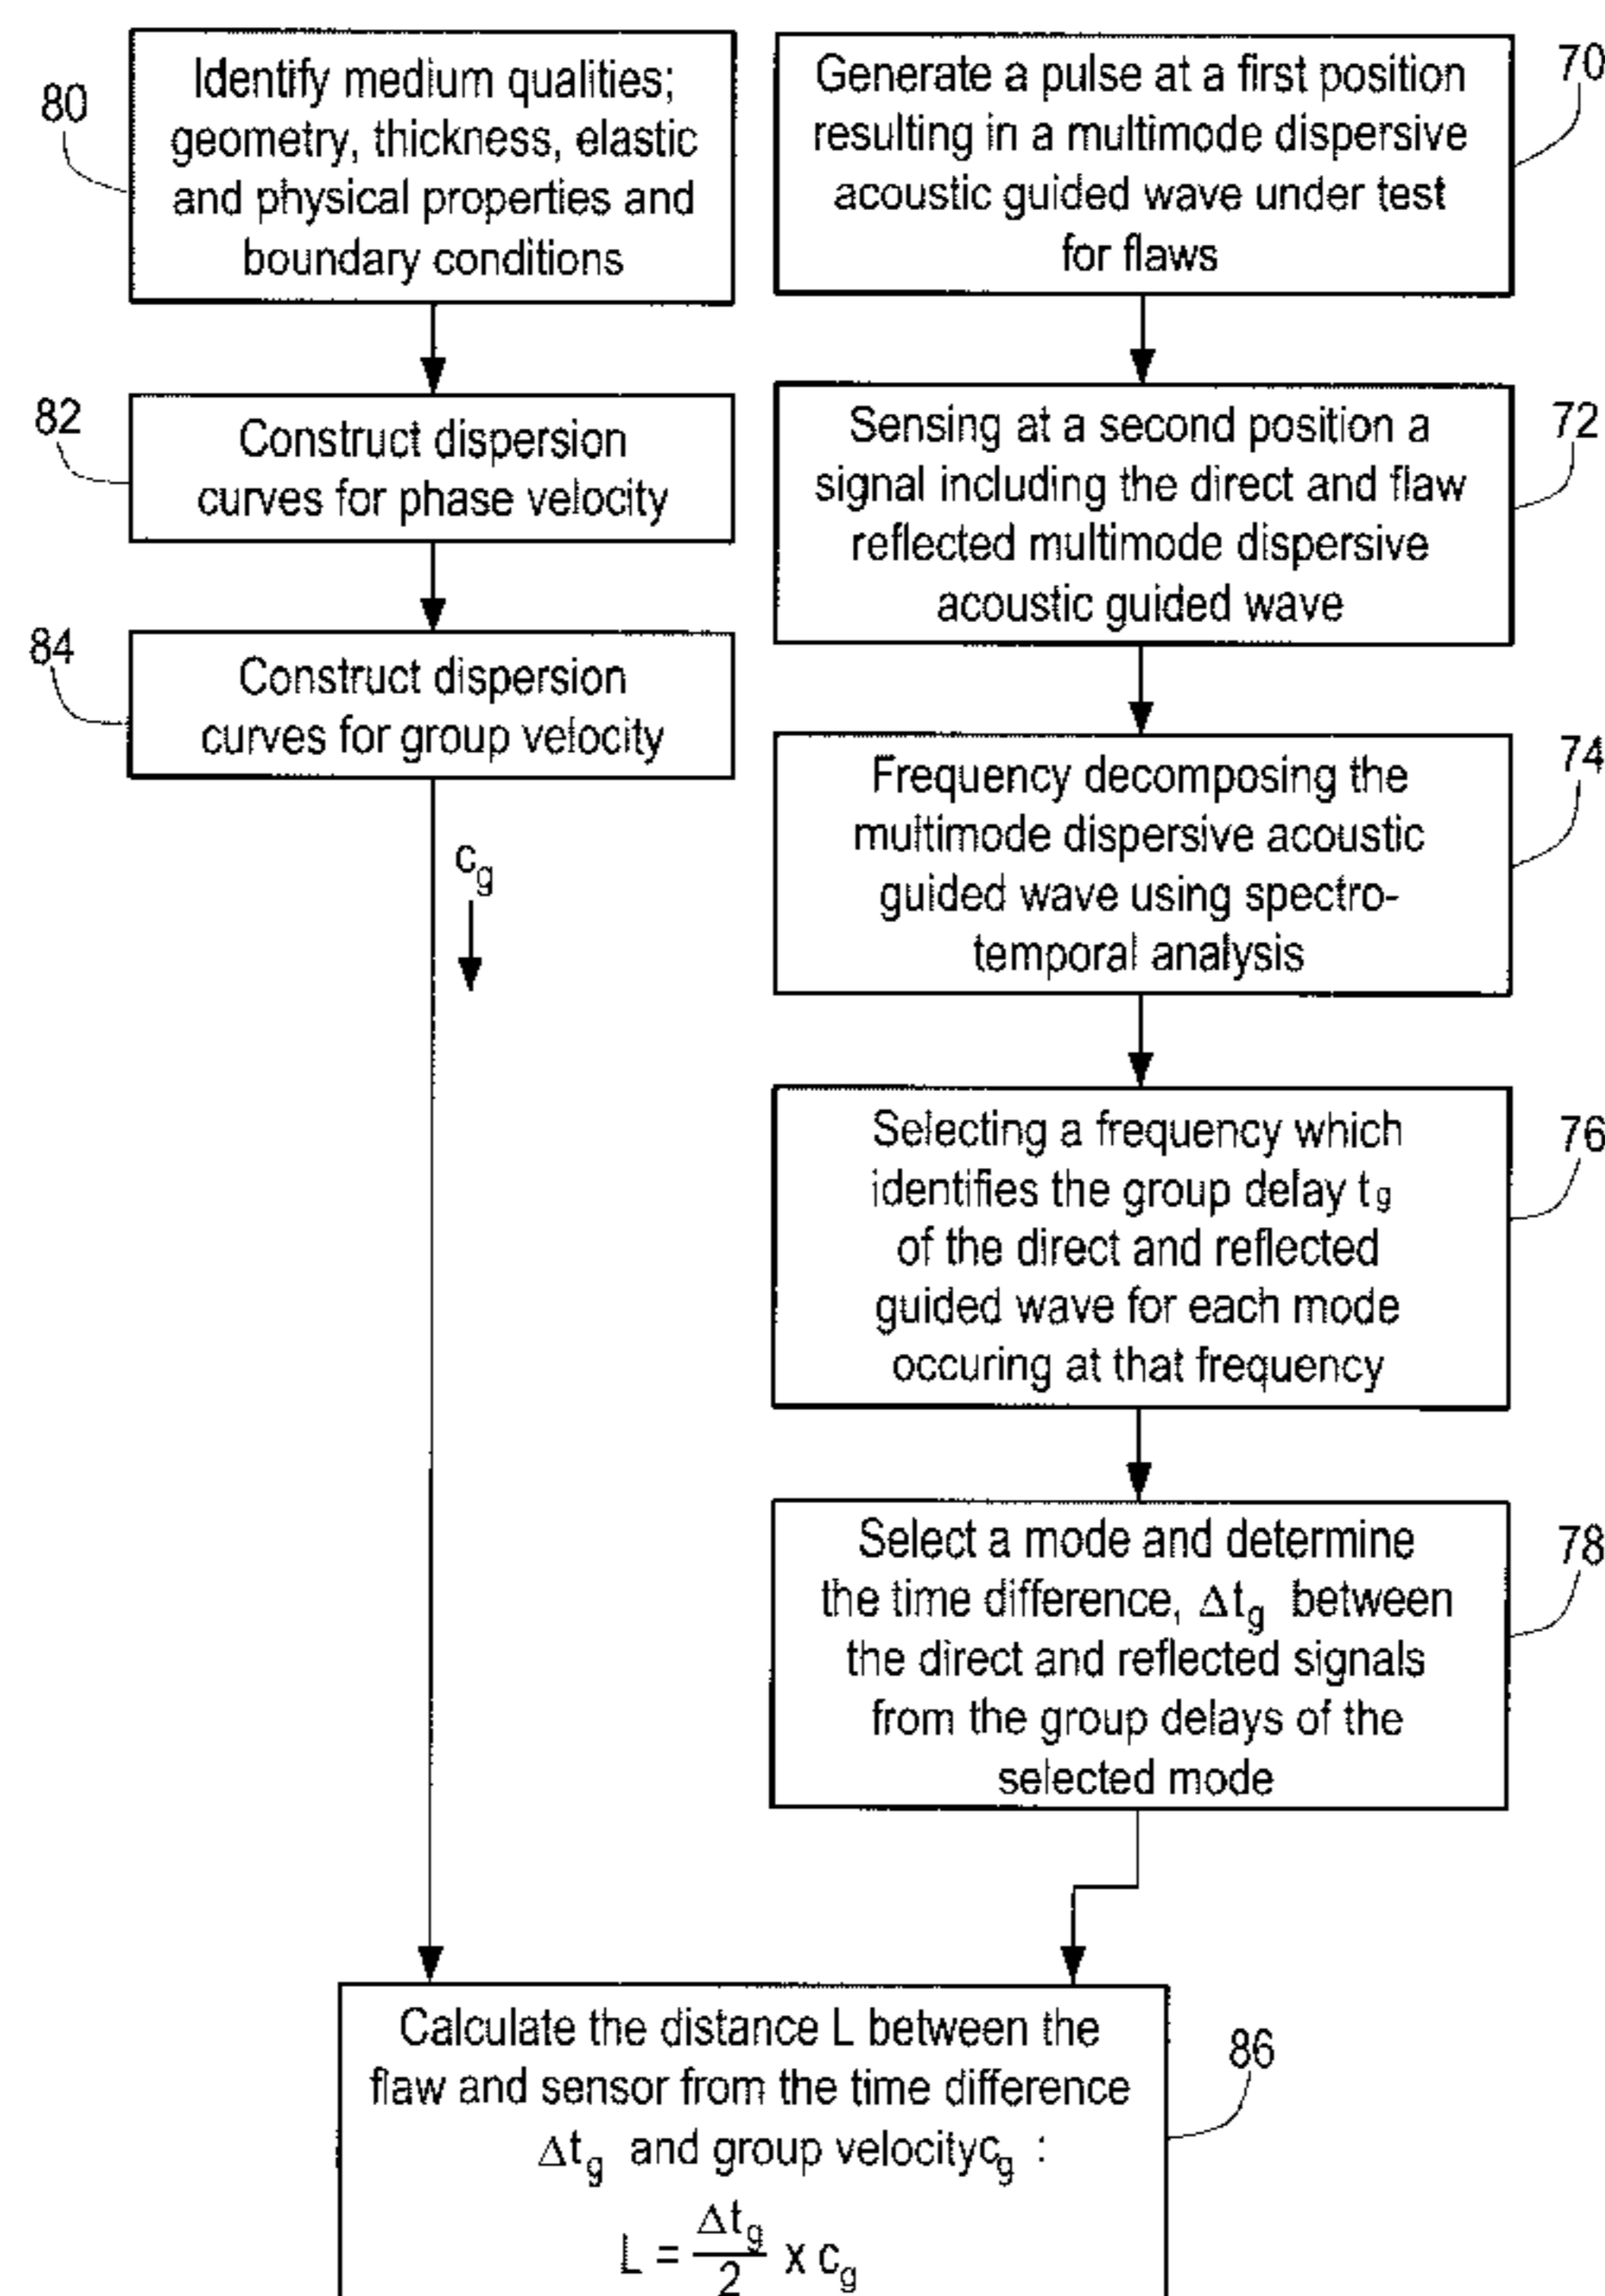 80
Identify medium qualities;
geometry, thickness, elastic
and physical properties and
boundary conditions
82
Construct dispersion
curves for phase velocity
84
Construct dispersion
curves for group velocity
cg
Generate a pulse at a first position
resulting in a multimode dispersive
acoustic guided wave under test
for flaws
70
Sensing at a second position a
signal including the direct and flaw
reflected multimode dispersive
acoustic guided wave
72
Frequency decomposing the
multimode dispersive acoustic
guided wave using spectro-
temporal analysis
74
Selecting a frequency which
identifies the group delay tg
of the direct and reflected
guided wave for each mode
occuring at that frequency
76
Select a mode and determine
the time difference, Δtg between
the direct and reflected signals
from the group delays of the
selected mode
78
Calculate the distance L between the
flaw and sensor from the time difference
Δtg and group velocitycg :
L = Δtg/2 x cg
86